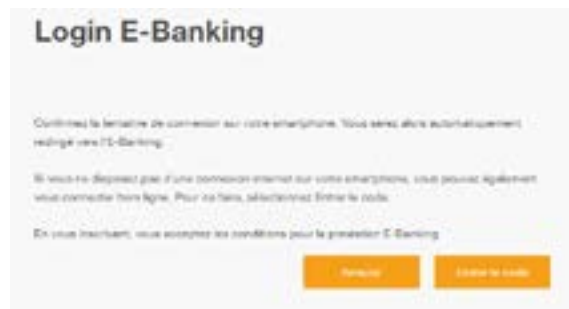 Login E-Banking
Confirmez la tentative de connexion sur votre smartphone. Vous serez alors automatiquement
redirigé vers l'E-Banking.
Si vous ne disposez pas d'une connexion internet sur votre smartphone, vous pouvez également
vous connecter hors ligne. Pour ce faire, sélectionnez Entrer le code.
En vous inscrivant, vous acceptez les conditions pour la prestation E-Banking
Entrer le code